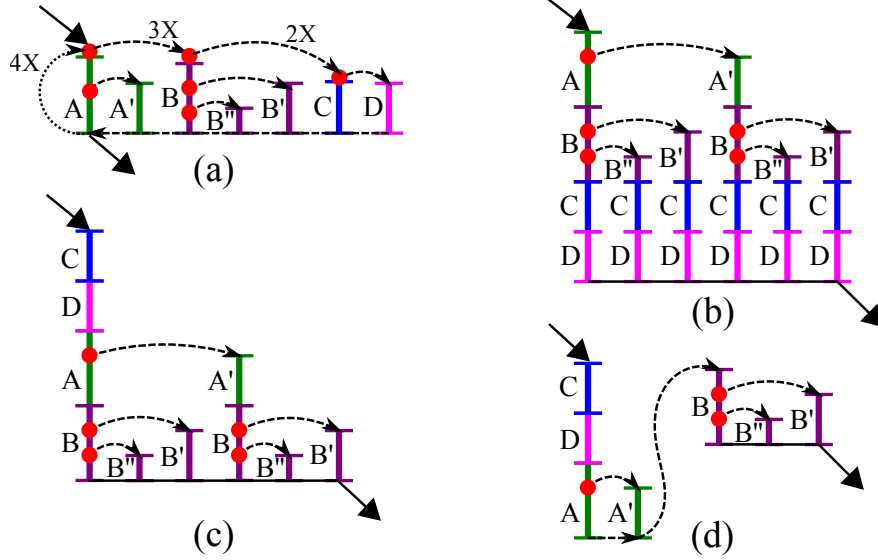 3X 2X
4X
A A' B B'' B' C D
(a)
A A'
B B'' B' B B'' B'
C C C C C C
D D D D D D
(b)
C
D
A A'
B B'' B' B B'' B'
(c)
C
D
A A' B B'' B'
(d)